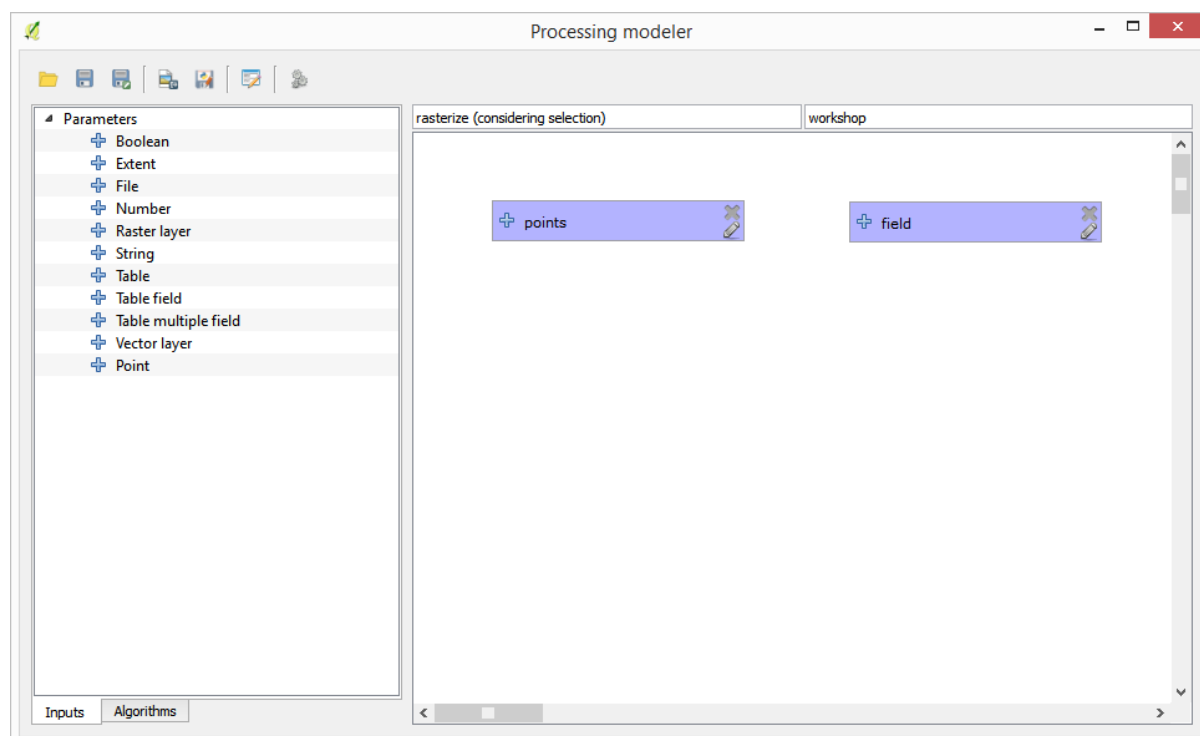 Processing modeler
Parameters
Boolean
Extent
File
Number
Raster layer
String
Table
Table field
Table multiple field
Vector layer
Point
Inputs Algorithms
rasterize (considering selection) workshop
points field